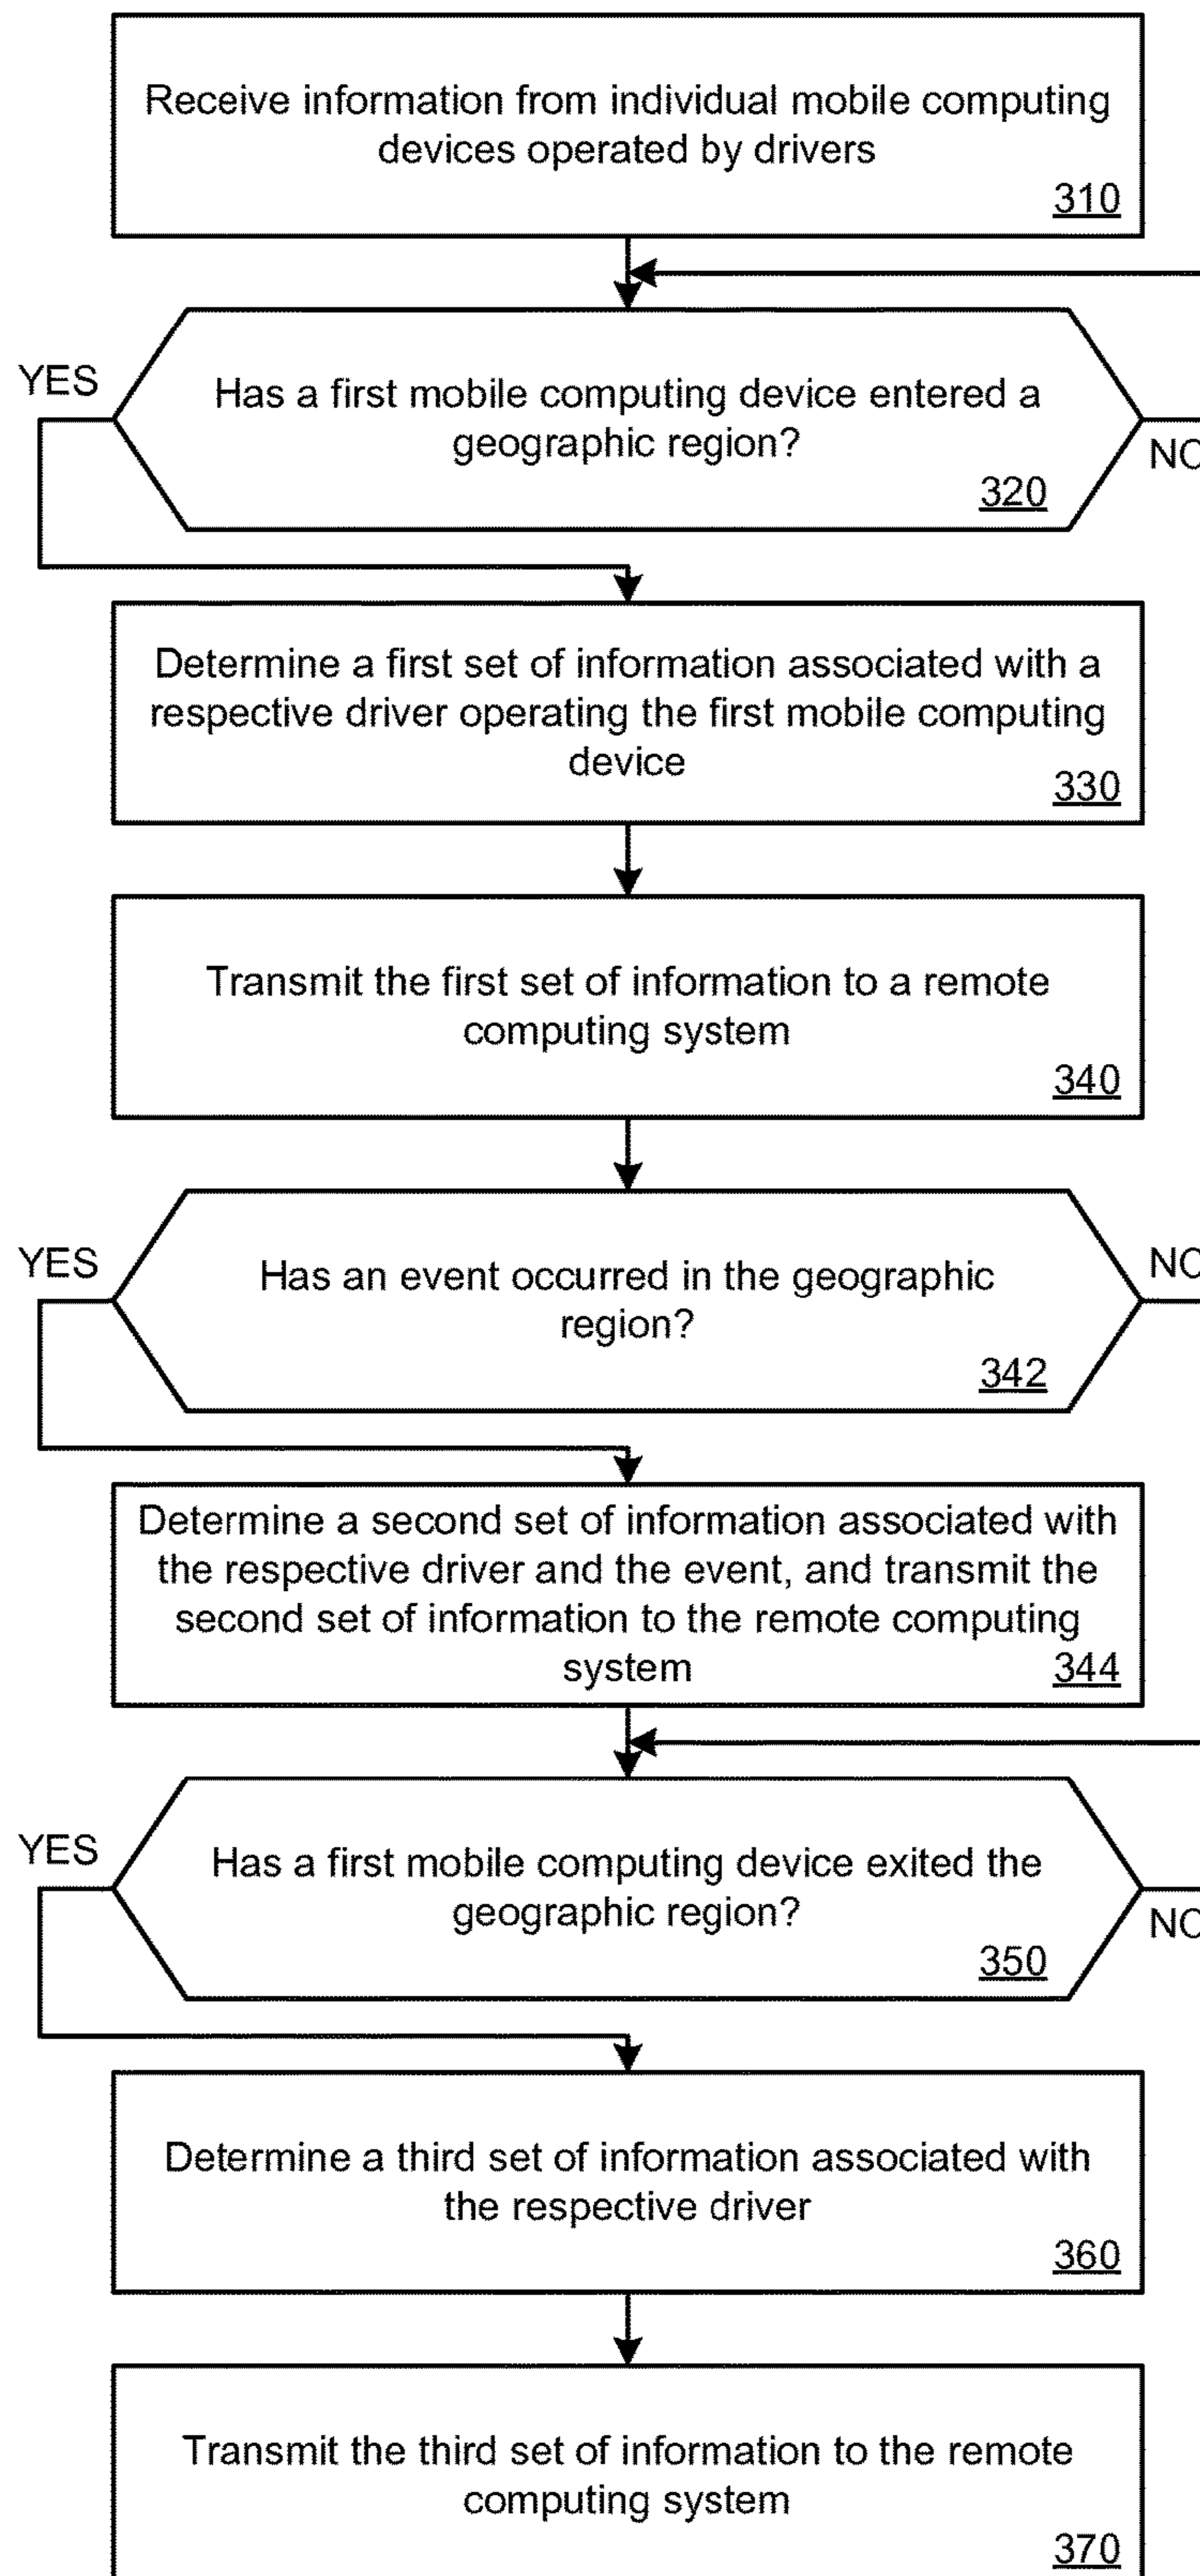 Receive information from individual mobile computing
devices operated by drivers
310
YES
Has a first mobile computing device entered a
geographic region?
NO
320
Determine a first set of information associated with a
respective driver operating the first mobile computing
device
330
Transmit the first set of information to a remote
computing system
340
YES
Has an event occurred in the geographic
region?
NO
342
Determine a second set of information associated with
the respective driver and the event, and transmit the
second set of information to the remote computing
system
344
YES
Has a first mobile computing device exited the
geographic region?
NO
350
Determine a third set of information associated with
the respective driver
360
Transmit the third set of information to the remote
computing system
370